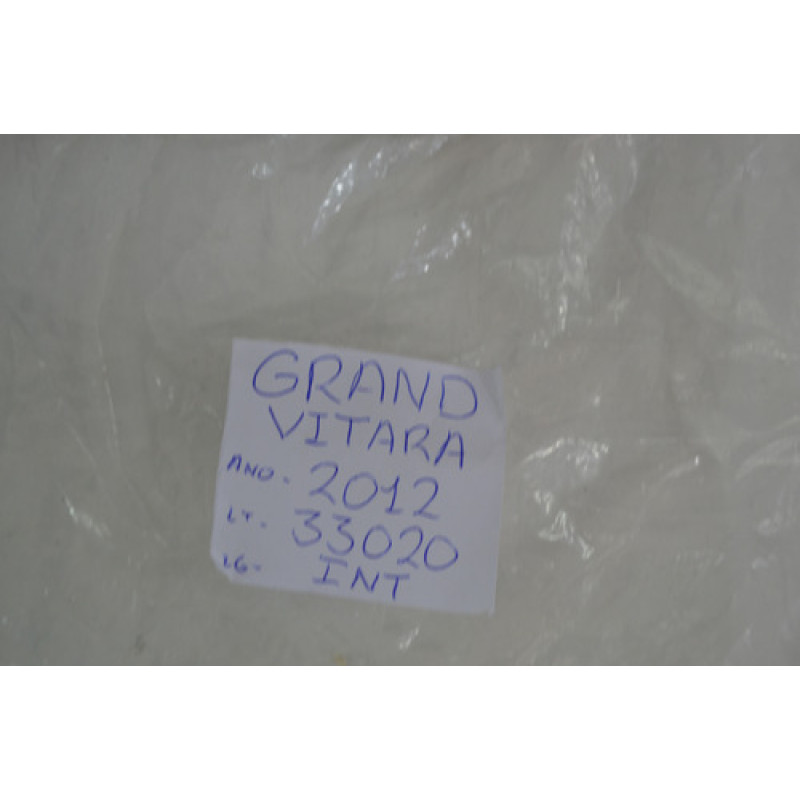 GRAND
VITARA
ANO. 2012
LT. 33020
LG- INT